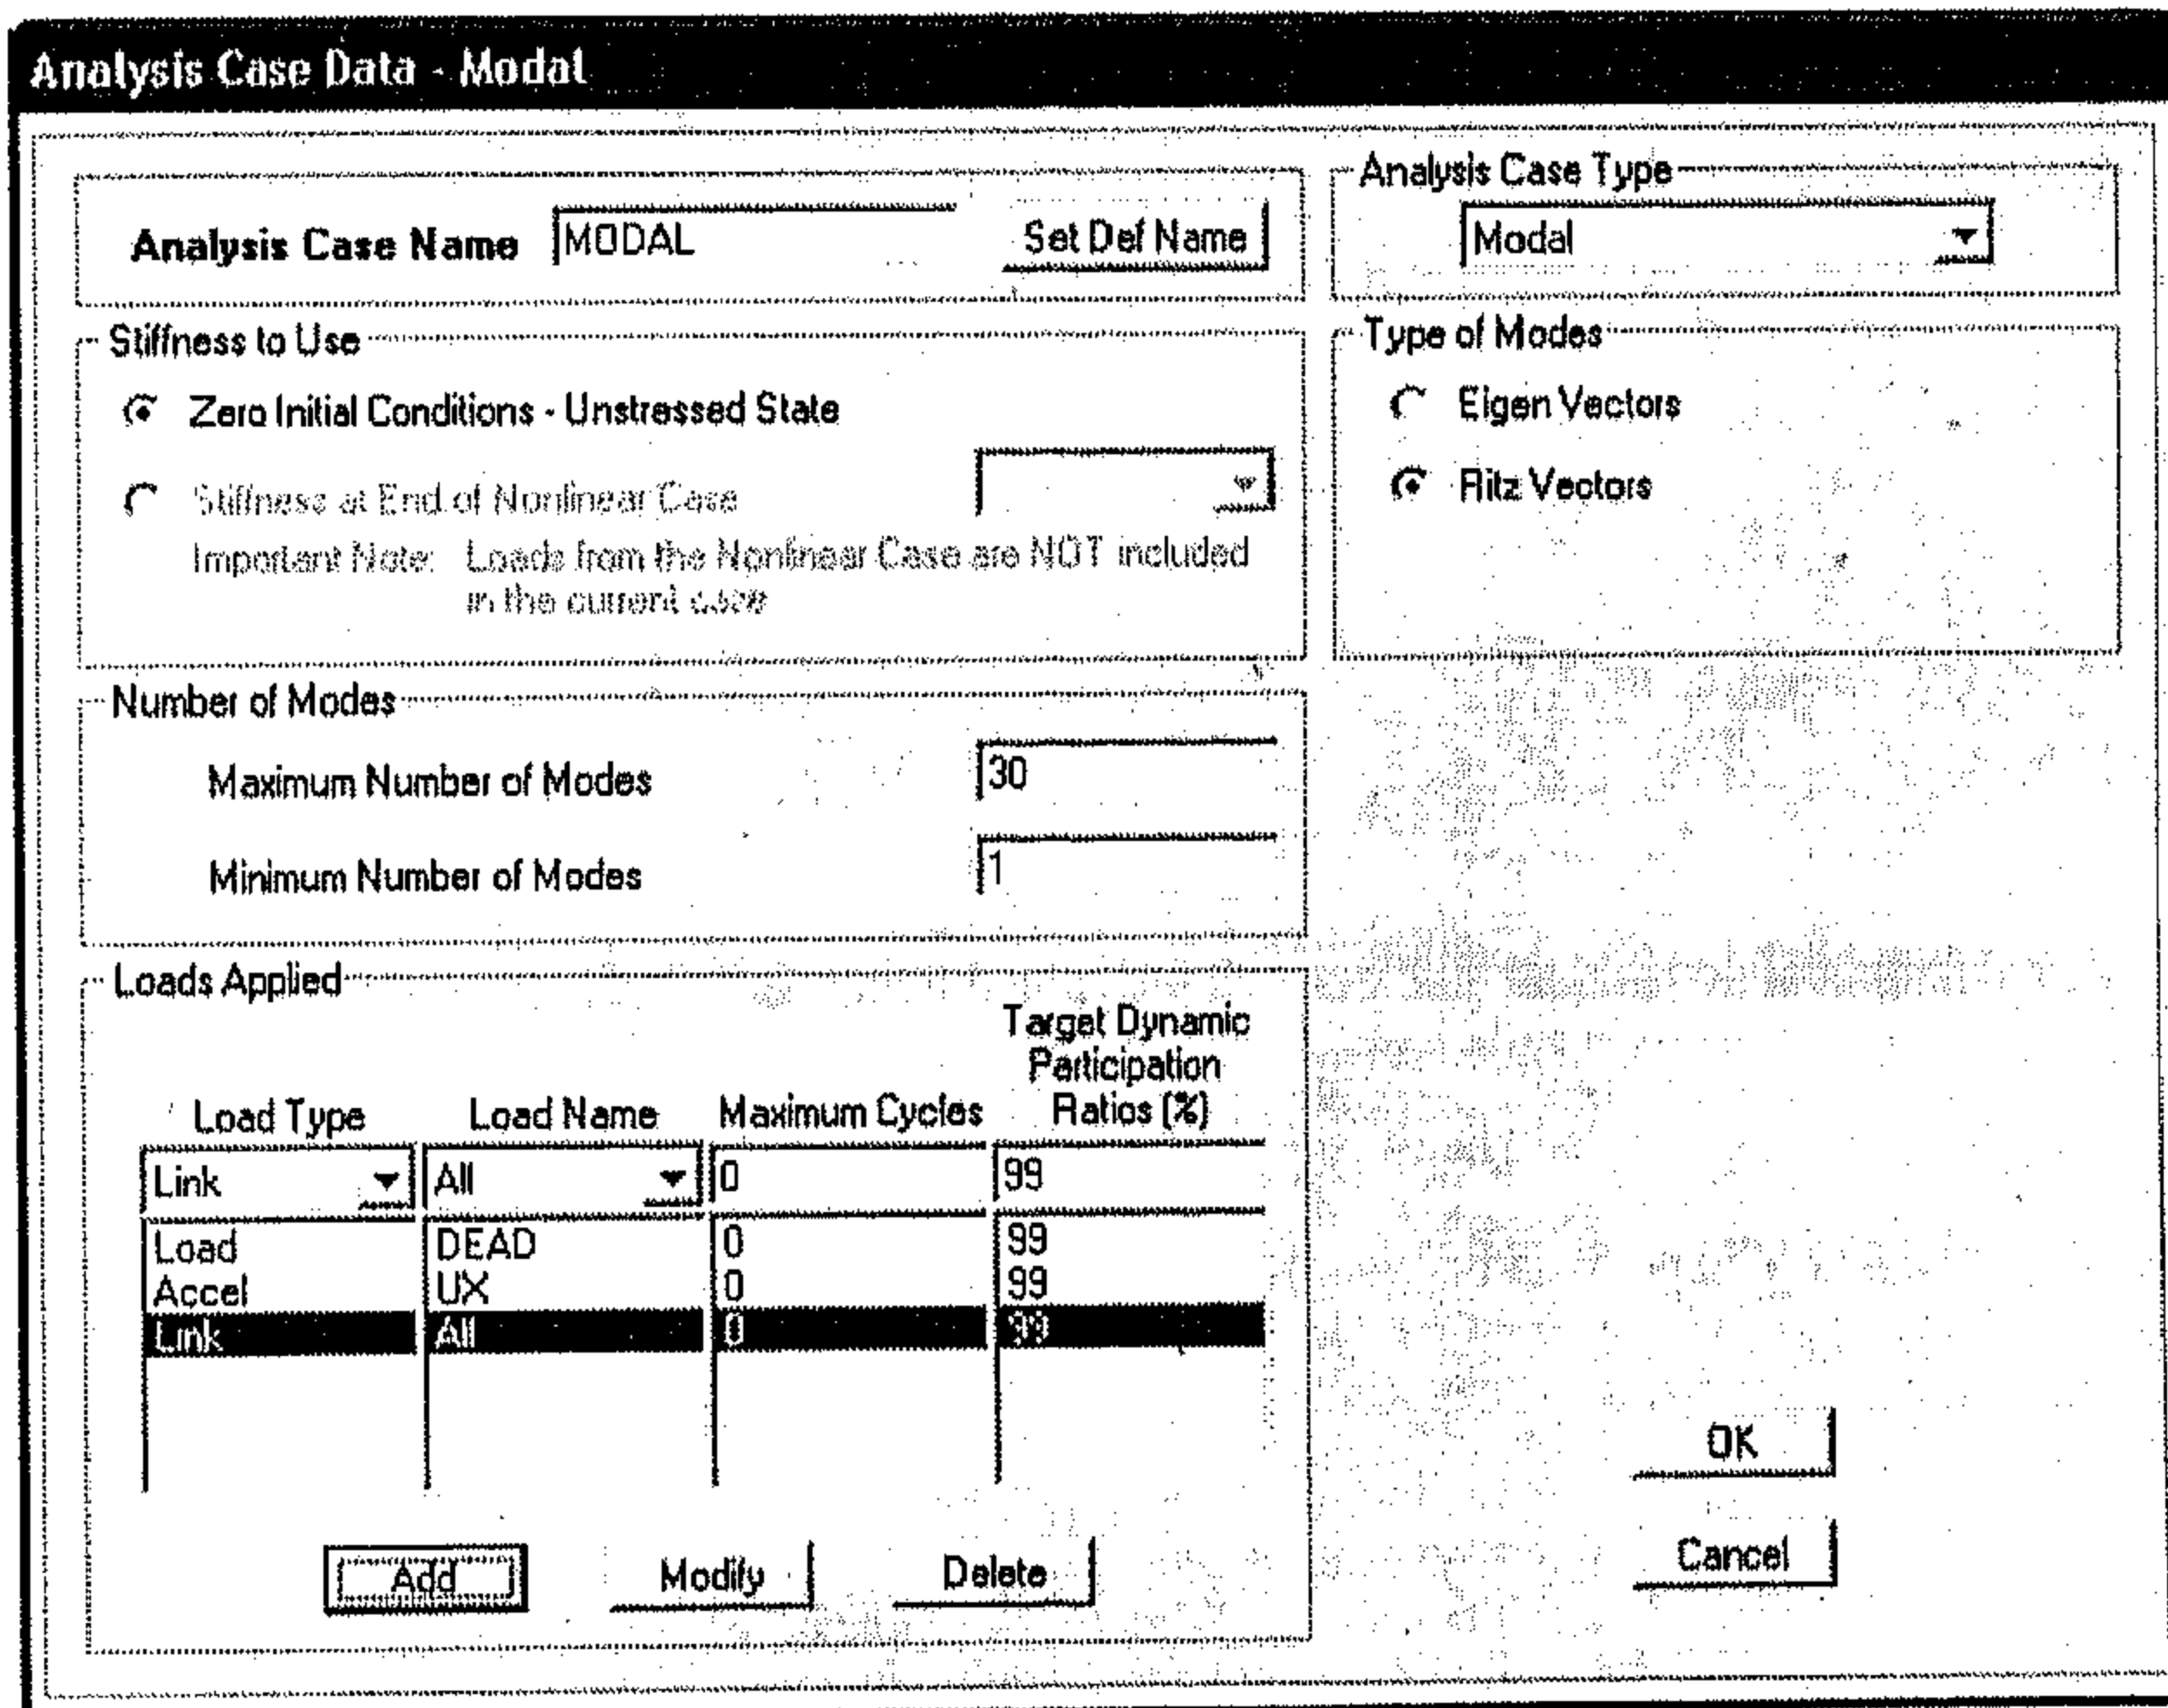 Analysis Case Data - Modal
Analysis Case Name MODAL Set Def Name
Analysis Case Type
Modal
Stiffness to Use
Zero Initial Conditions - Unstressed State
Stiffness at End of Nonlinear Case
Important Note: Loads from the Nonlinear Case are NOT included
in the current case
Type of Modes
Eigen Vectors
Ritz Vectors
Number of Modes
Maximum Number of Modes 30
Minimum Number of Modes 1
Loads Applied
Load Type Load Name Maximum Cycles Target Dynamic
Participation
Ratios (%)
Link All 0 99
Load DEAD 0 99
Accel UX 0 99
Link All 0 99
Add Modify Delete
OK
Cancel